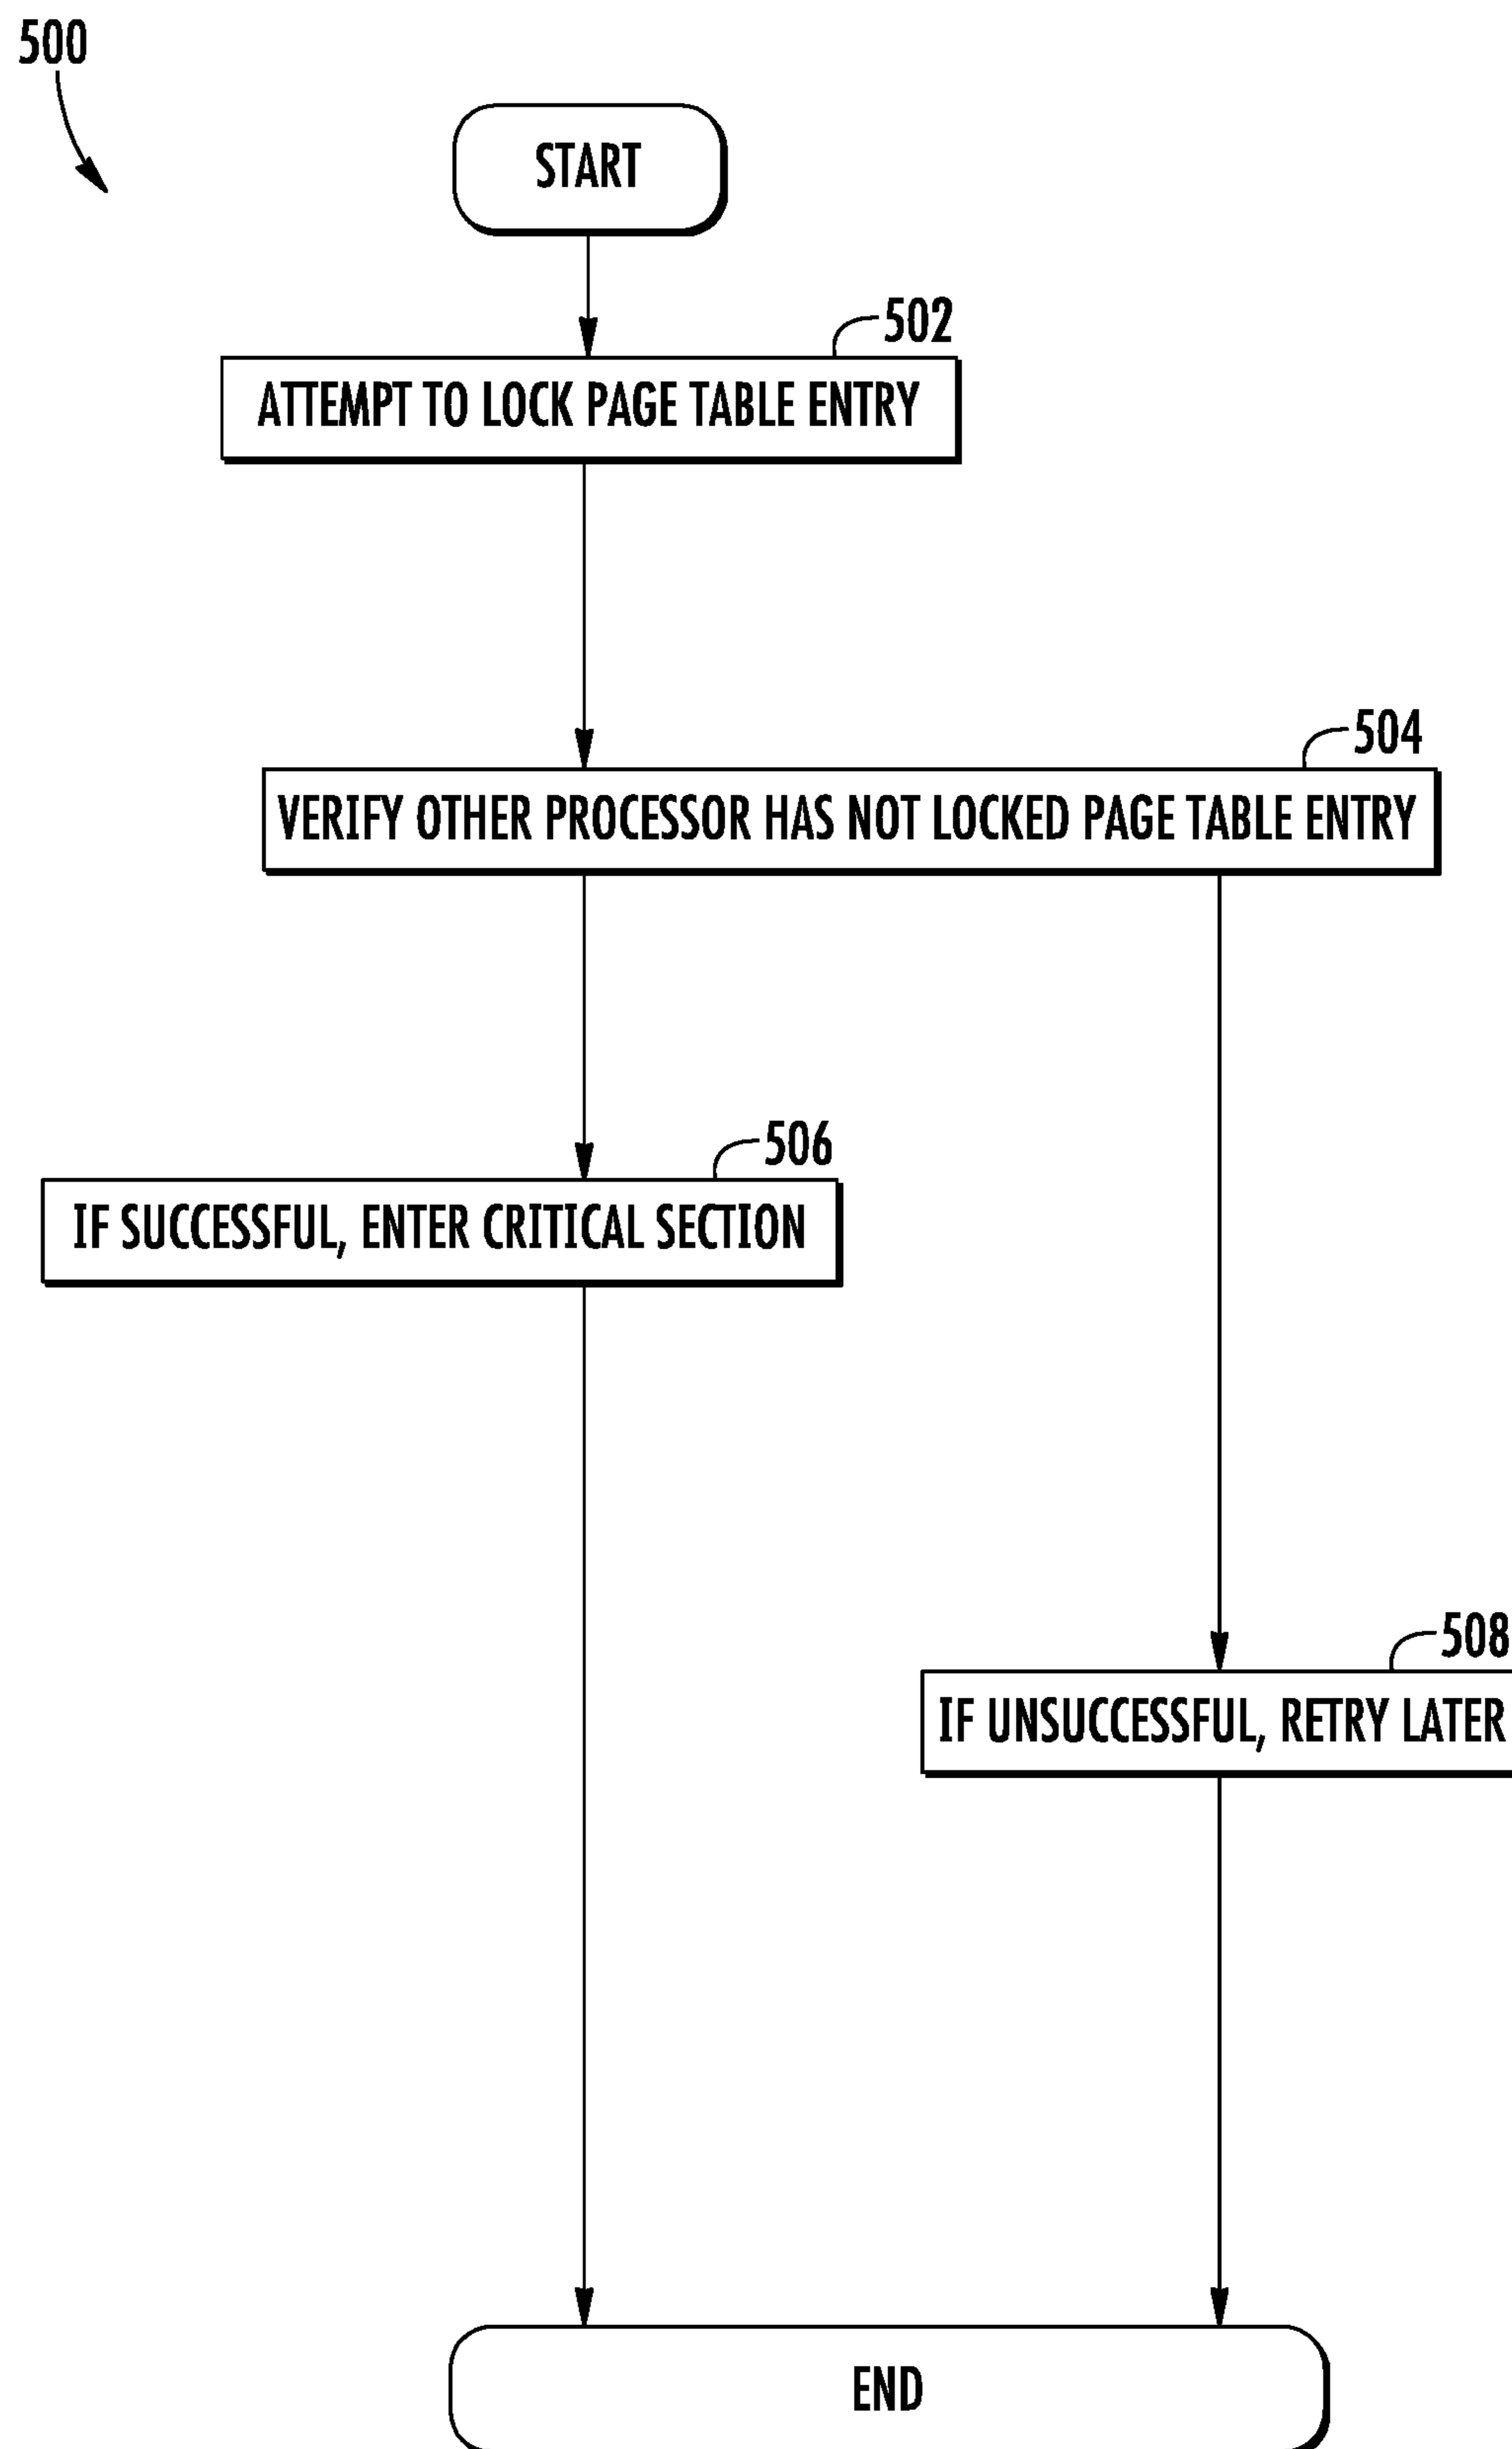 500
START
502
ATTEMPT TO LOCK PAGE TABLE ENTRY
504
VERIFY OTHER PROCESSOR HAS NOT LOCKED PAGE TABLE ENTRY
506
IF SUCCESSFUL, ENTER CRITICAL SECTION
508
IF UNSUCCESSFUL, RETRY LATER
END